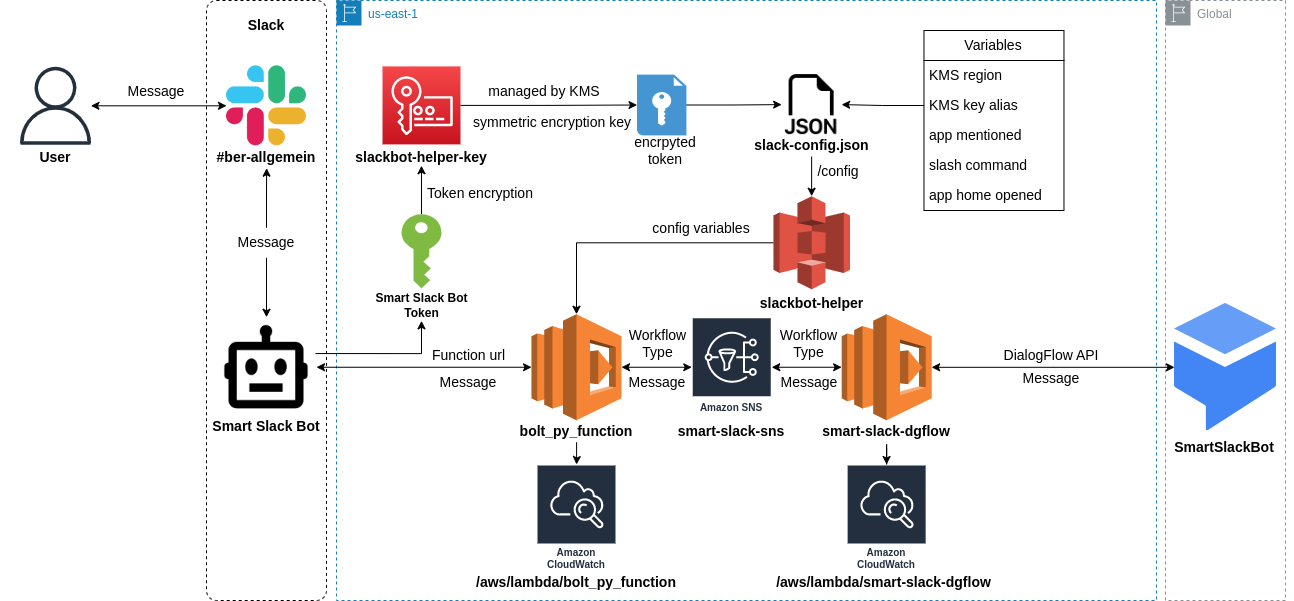 Slack
us-east-1
Global
Message
User
#ber-allgemein
Message
Smart Slack Bot
slackbot-helper-key
managed by KMS
symmetric encryption key
encrpyted
token
JSON
slack-config.json
/config
Variables
KMS region
KMS key alias
app mentioned
slash command
app home opened
Token encryption
Smart Slack Bot
Token
config variables
slackbot-helper
Function url
Message
bolt_py_function
Workflow
Type
Message
Amazon SNS
smart-slack-sns
Workflow
Type
Message
smart-slack-dgflow
DialogFlow API
Message
SmartSlackBot
Amazon
CloudWatch
/aws/lambda/bolt_py_function
Amazon
CloudWatch
/aws/lambda/smart-slack-dgflow